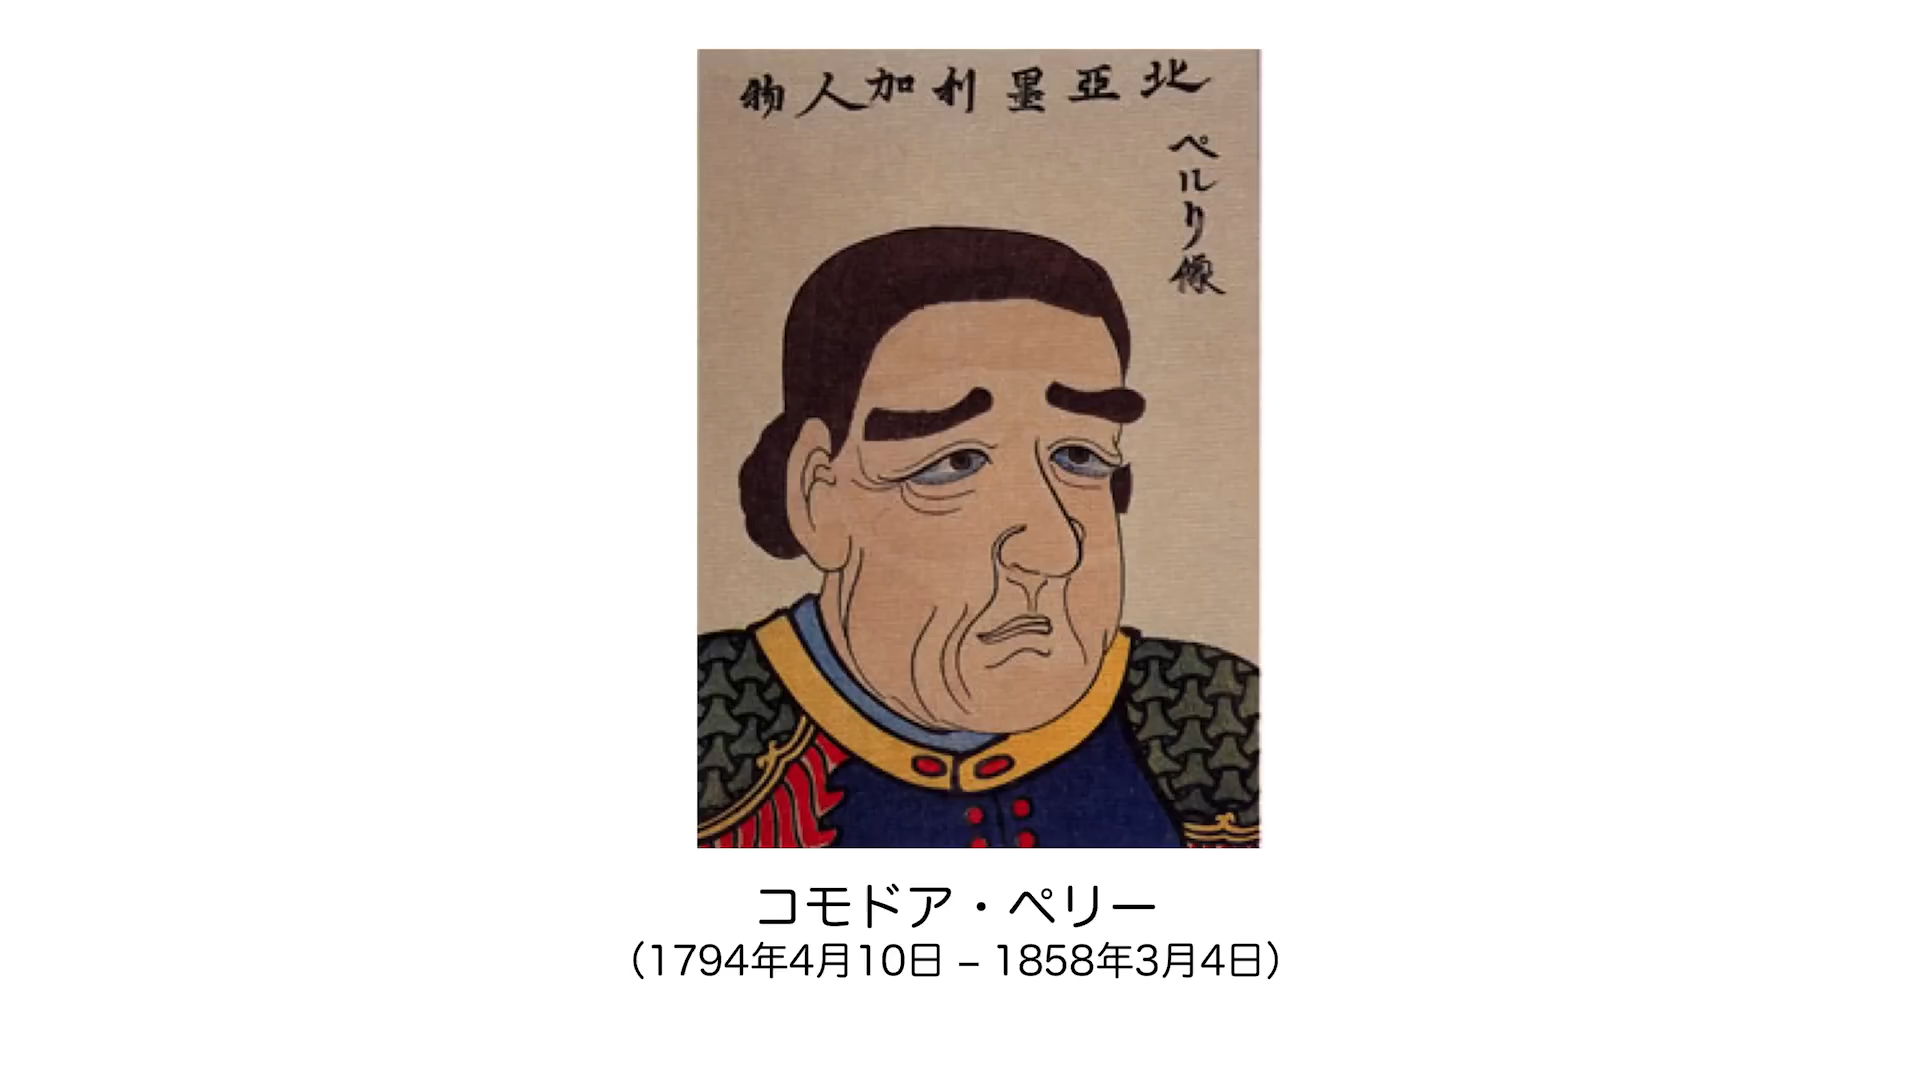 北亞墨利加人物
ペルリ像
コモドア・ペリー
（1794年4月10日 – 1858年3月4日）